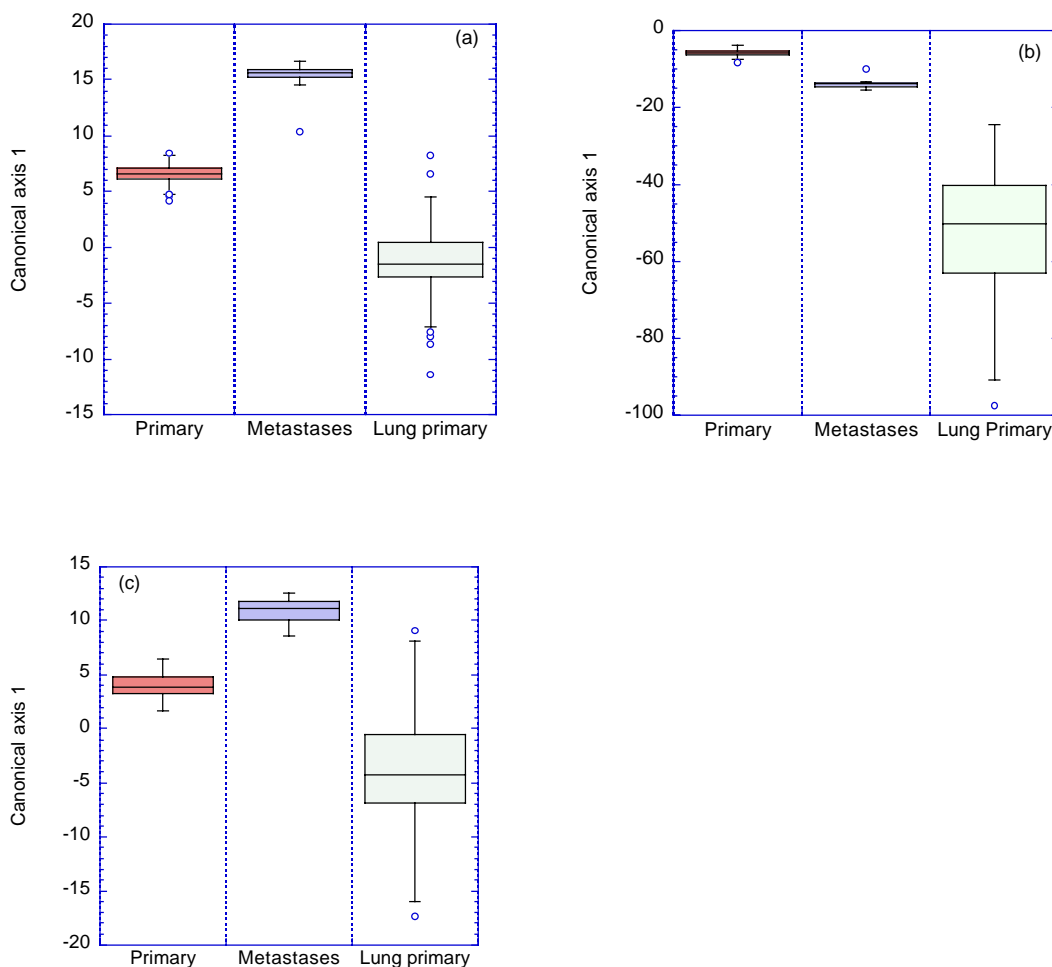 (a)
Canonical axis 1
20
15
10
5
0
-5
-10
-15
Primary Metastases Lung primary
(b)
Canonical axis 1
0
-20
-40
-60
-80
-100
Primary Metastases Lung Primary
(c)
Canonical axis 1
15
10
5
0
-5
-10
-15
-20
Primary Metastases Lung primary